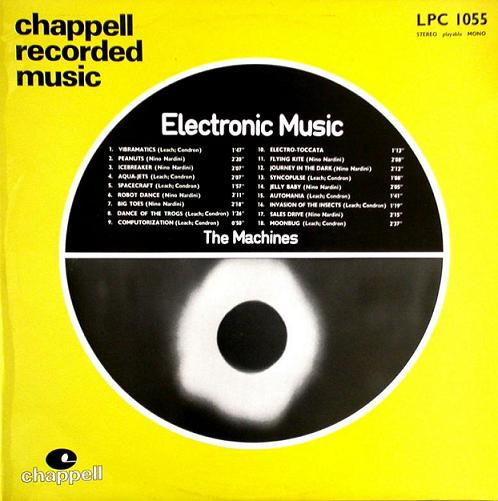 chappell
recorded
music
LPC 1055
STEREO playable MONO
Electronic Music
1. VIBRAMATICS (Leach; Condron) 1'47"
2. PEANUTS (Nino Nardini) 2'20"
3. ICEBREAKER (Nino Nardini) 2'07"
4. AQUA-JETS (Leach; Condron) 2'07"
5. SPACECRAFT (Leach; Condron) 1'57"
6. ROBOT DANCE (Nino Nardini) 2'11"
7. BIG TOES (Nino Nardini) 2'18"
8. DANCE OF THE TROGS (Leach; Condron) 1'26"
9. COMPUTORIZATION (Leach; Condron) 0'50"
10. ELECTRO-TOCCATA 1'13"
11. FLYING KITE (Nino Nardini) 2'08"
12. JOURNEY IN THE DARK (Nino Nardini) 2'12"
13. SYNCOPULSE (Leach; Condron) 1'08"
14. JELLY BABY (Nino Nardini) 2'05"
15. AUTOMANIA (Leach; Condron) 1'41"
16. INVASION OF THE INSECTS (Leach; Condron) 1'19"
17. SALES DRIVE (Nino Nardini) 2'15"
18. MOONBUG (Leach; Condron) 2'37"
The Machines
chappell